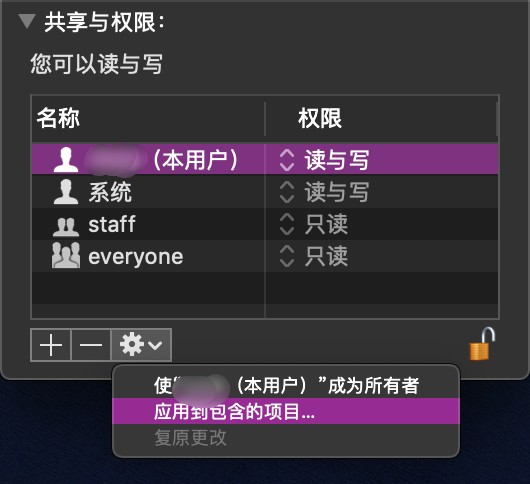 共享与权限：
您可以读与写
名称 权限
（本用户） 读与写
系统 读与写
staff 只读
everyone 只读
使“ （本用户）”成为所有者
应用到包含的项目...
复原更改